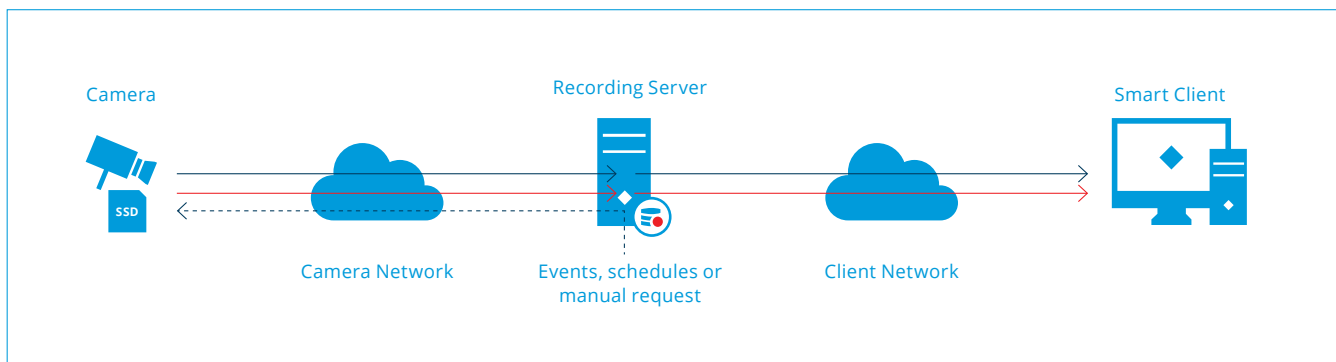 Camera
Recording Server
Smart Client
SSD
Camera Network
Events, schedules or
manual request
Client Network